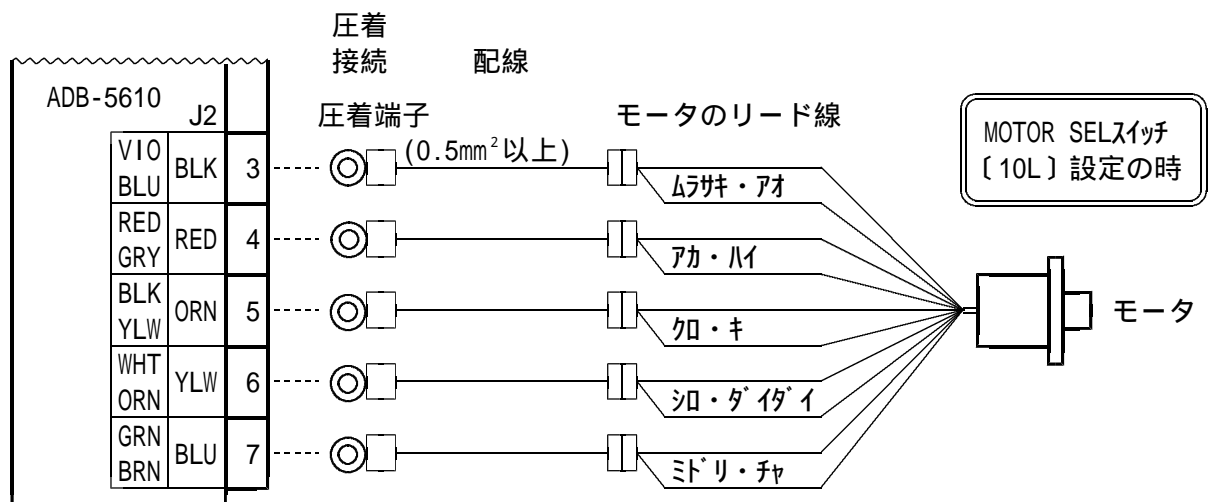 圧着
接続 配線
ADB-5610
J2
圧着端子
(0.5mm²以上)
モータのリード線
MOTOR SELスイッチ
〔10L〕設定の時
VIO
BLU
BLK
3
ムラサキ・アオ
RED
GRY
RED
4
アカ・ハイ
BLK
YLW
ORN
5
クロ・キ
モータ
WHT
ORN
YLW
6
シロ・ダイダイ
GRN
BRN
BLU
7
ミドリ・チャ